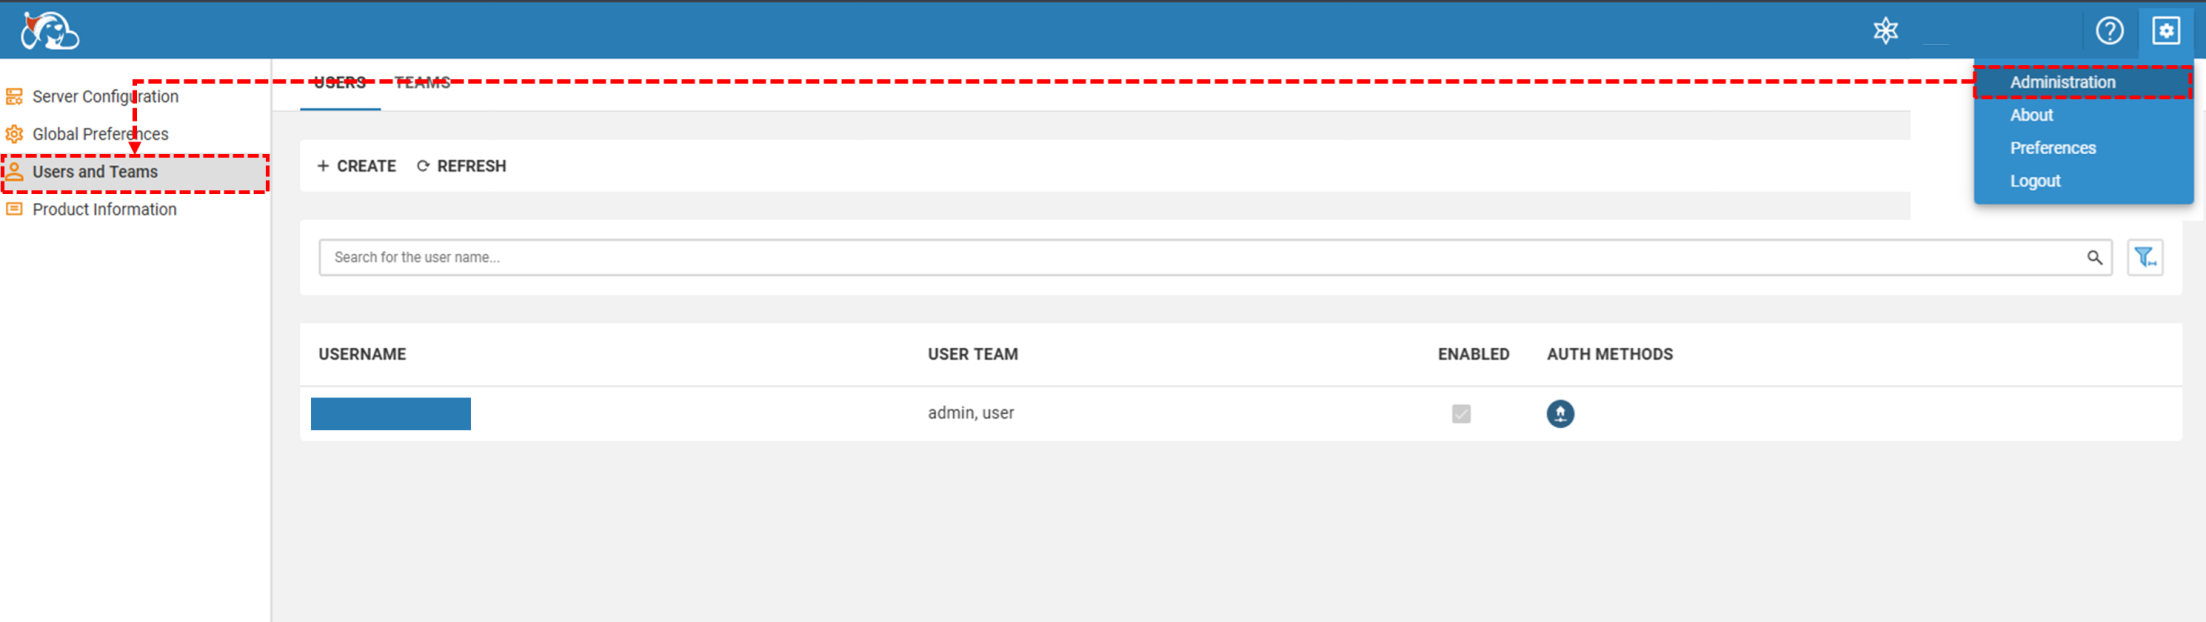 Administration
About
Preferences
Logout
Server Configuration
Global Preferences
Users and Teams
Product Information
USERS TEAMS
+ CREATE REFRESH
Search for the user name...
USERNAME USER TEAM ENABLED AUTH METHODS
admin, user